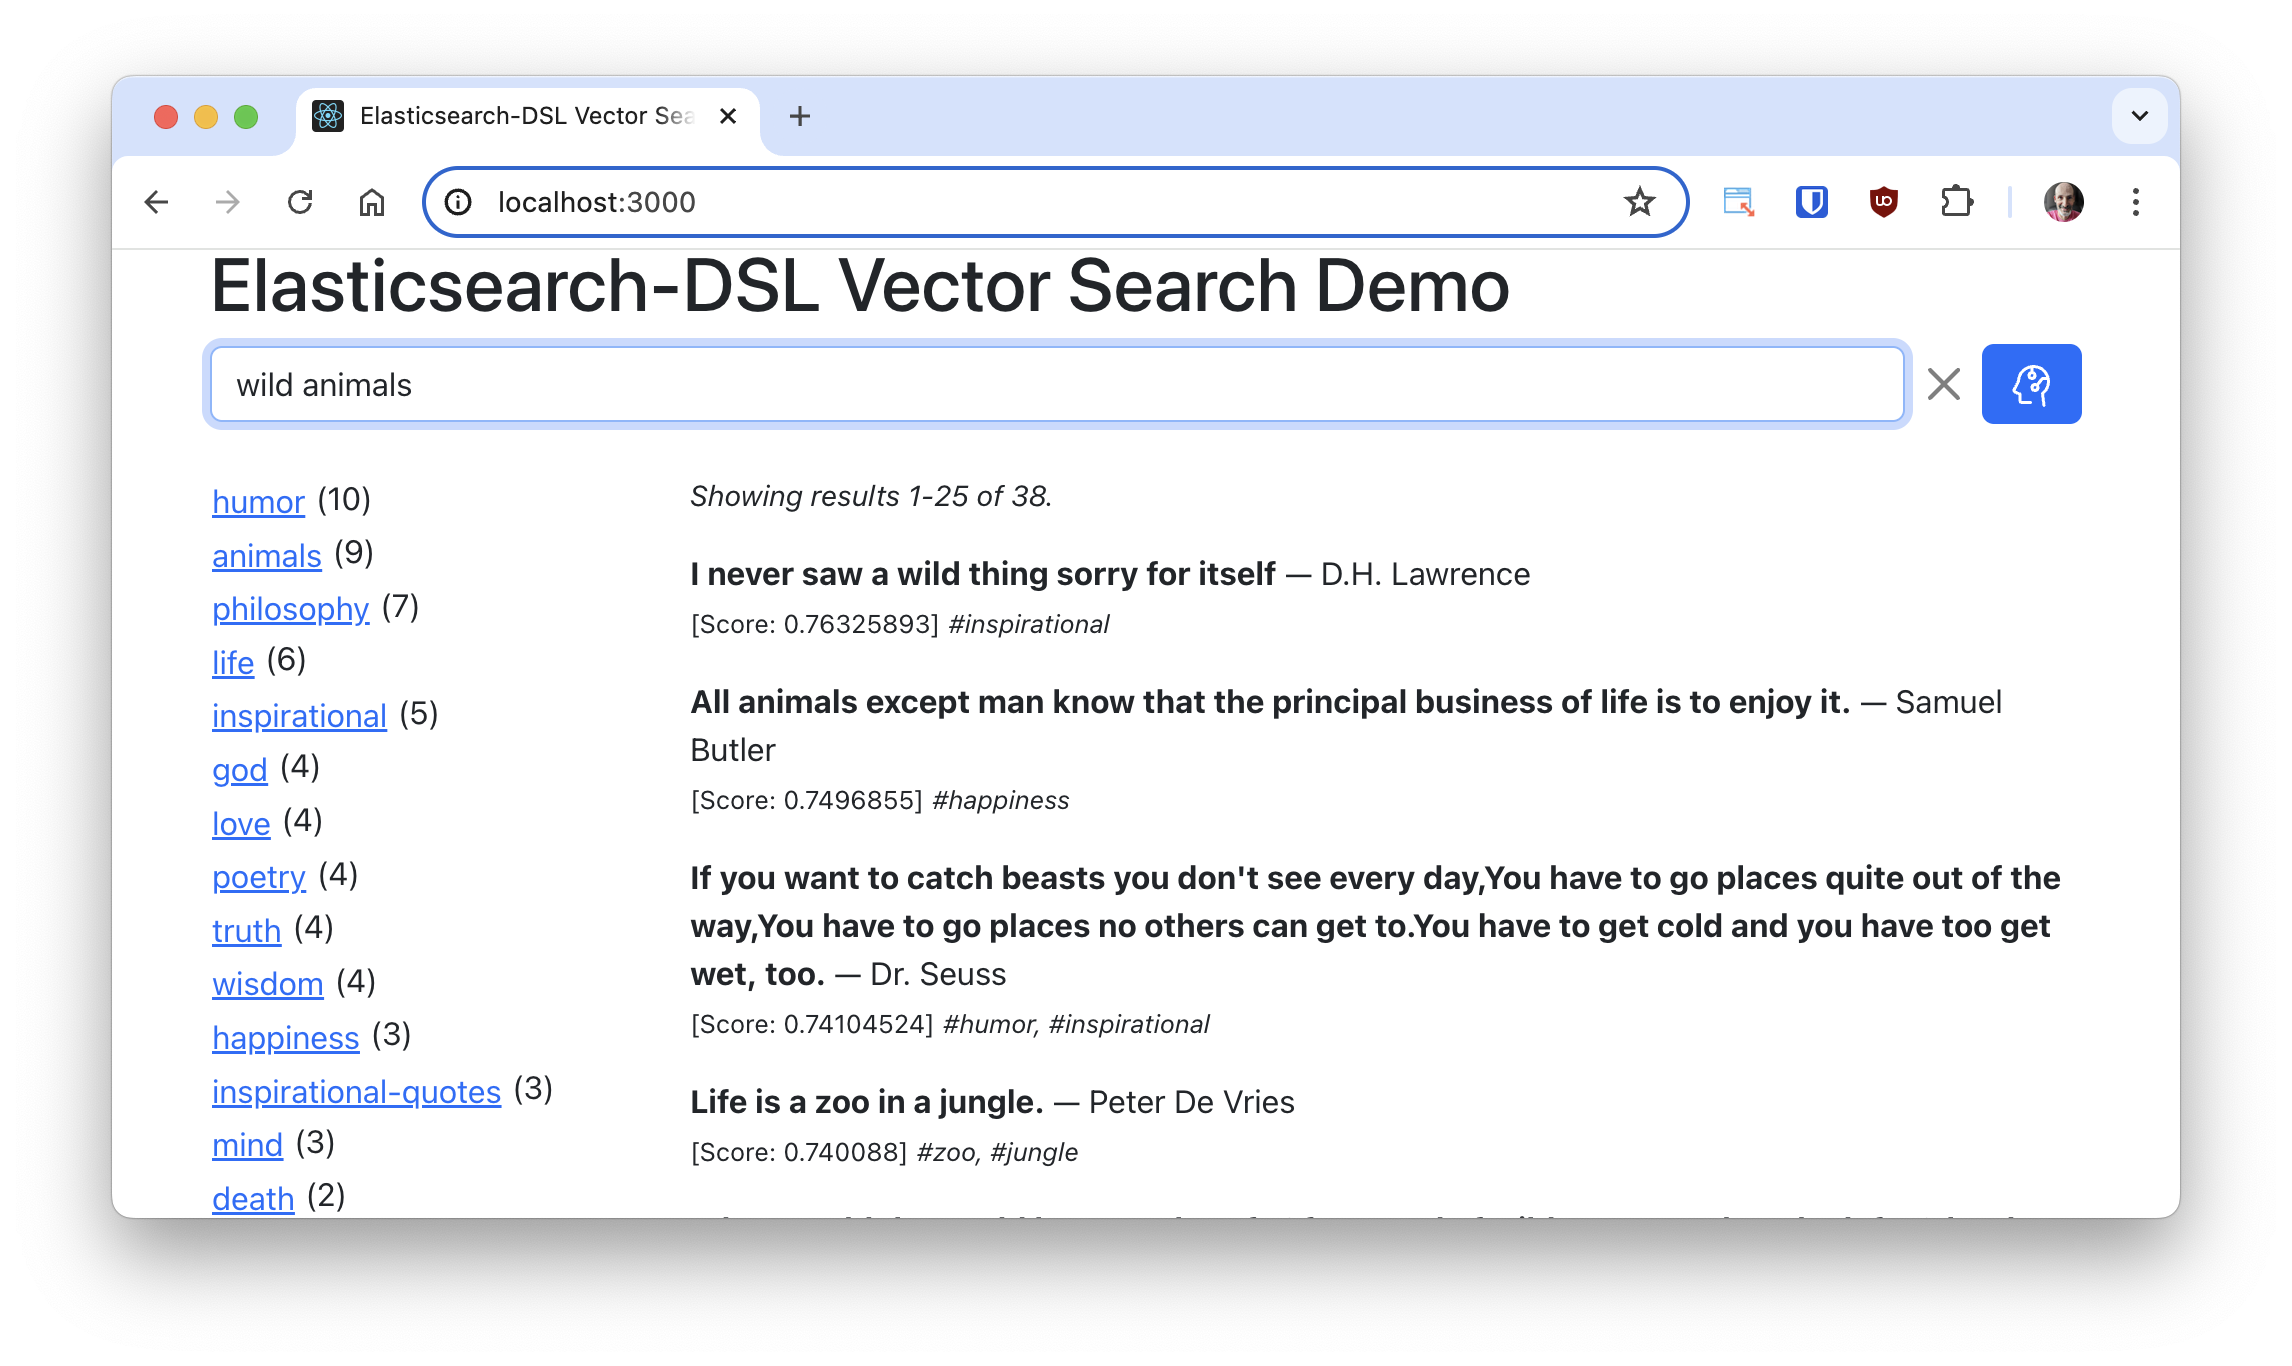 Elasticsearch-DSL Vector Sea
localhost:3000
Elasticsearch-DSL Vector Search Demo
wild animals
humor (10)
animals (9)
philosophy (7)
life (6)
inspirational (5)
god (4)
love (4)
poetry (4)
truth (4)
wisdom (4)
happiness (3)
inspirational-quotes (3)
mind (3)
death (2)
Showing results 1-25 of 38.
I never saw a wild thing sorry for itself — D.H. Lawrence
[Score: 0.76325893] #inspirational
All animals except man know that the principal business of life is to enjoy it. — Samuel
Butler
[Score: 0.7496855] #happiness
If you want to catch beasts you don't see every day,You have to go places quite out of the
way,You have to go places no others can get to.You have to get cold and you have too get
wet, too. — Dr. Seuss
[Score: 0.74104524] #humor, #inspirational
Life is a zoo in a jungle. — Peter De Vries
[Score: 0.740088] #zoo, #jungle